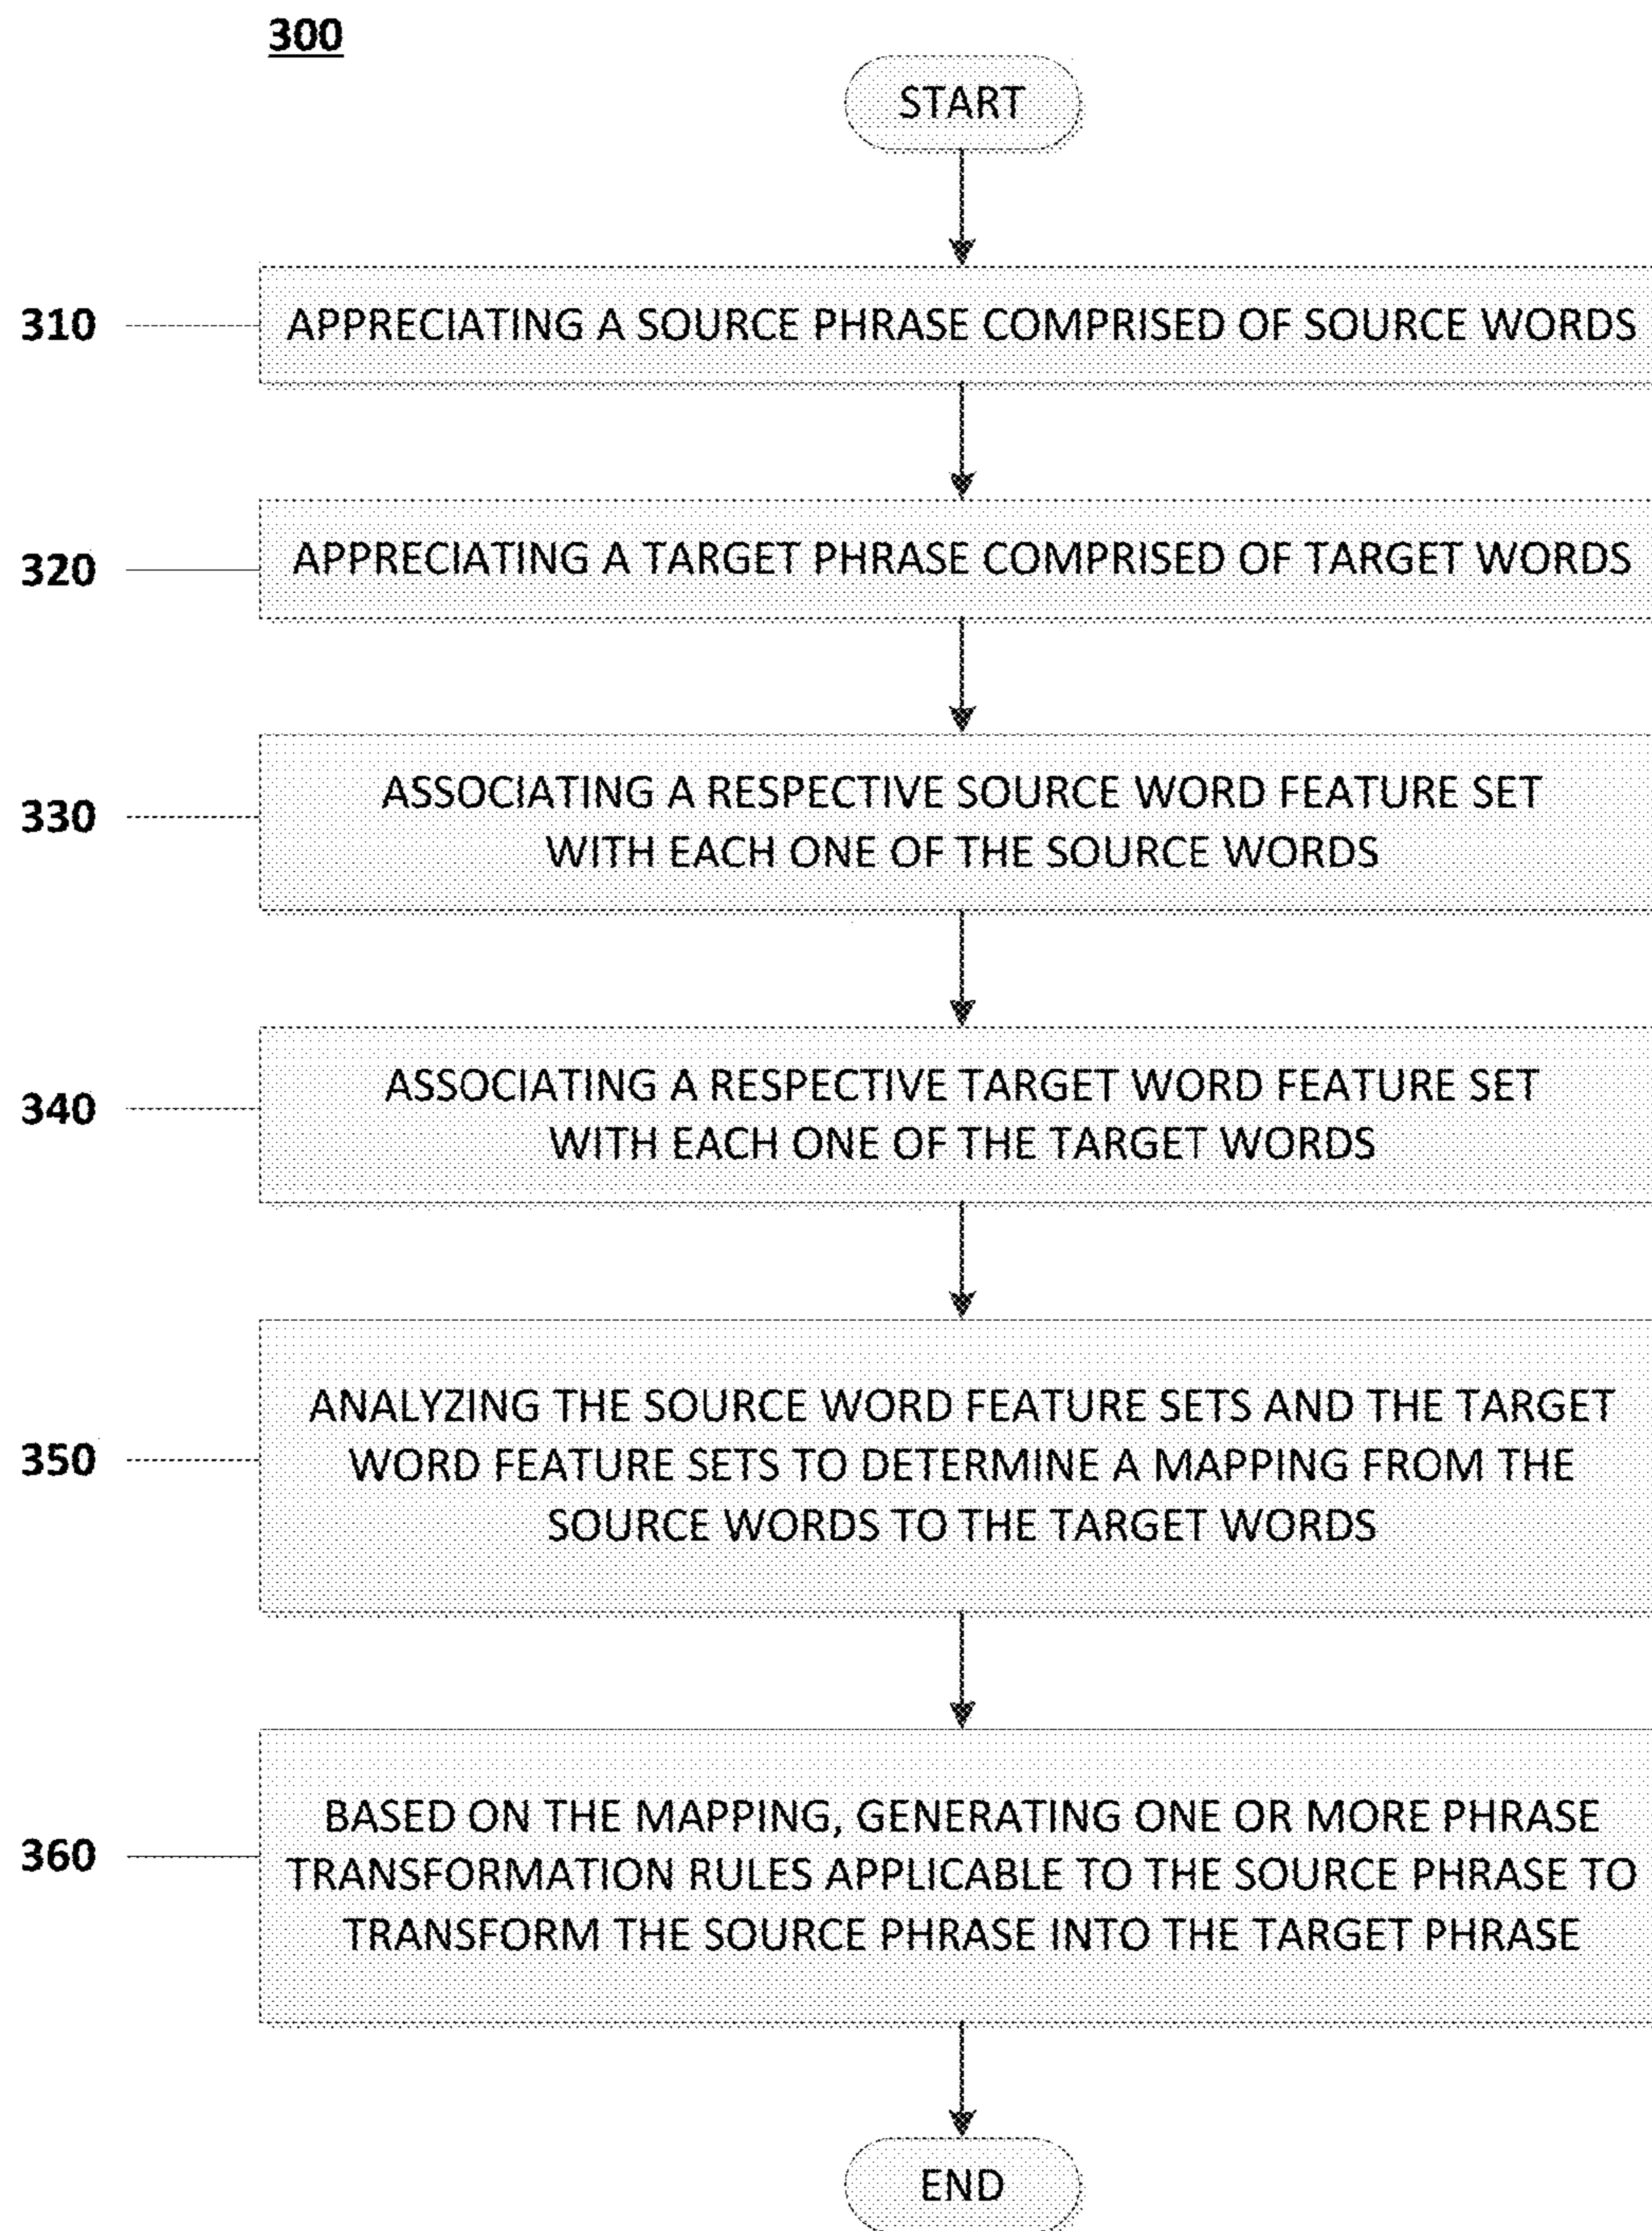 300
START
310
APPRECIATING A SOURCE PHRASE COMPRISED OF SOURCE WORDS
320
APPRECIATING A TARGET PHRASE COMPRISED OF TARGET WORDS
330
ASSOCIATING A RESPECTIVE SOURCE WORD FEATURE SET
WITH EACH ONE OF THE SOURCE WORDS
340
ASSOCIATING A RESPECTIVE TARGET WORD FEATURE SET
WITH EACH ONE OF THE TARGET WORDS
350
ANALYZING THE SOURCE WORD FEATURE SETS AND THE TARGET
WORD FEATURE SETS TO DETERMINE A MAPPING FROM THE
SOURCE WORDS TO THE TARGET WORDS
360
BASED ON THE MAPPING, GENERATING ONE OR MORE PHRASE
TRANSFORMATION RULES APPLICABLE TO THE SOURCE PHRASE TO
TRANSFORM THE SOURCE PHRASE INTO THE TARGET PHRASE
END